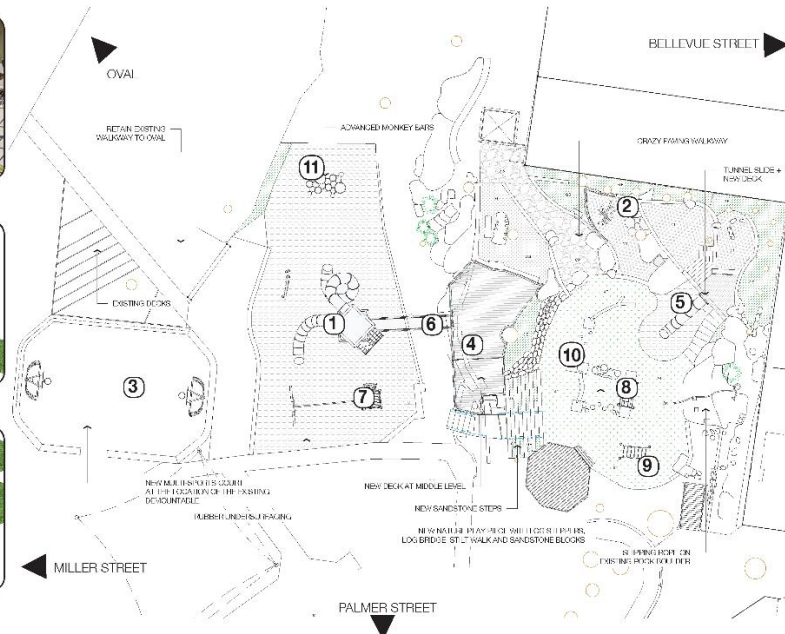 BELLEVUE STREET
OVAL
RETAIN EXISTING
WALKWAY TO OVAL
ADVANCED MONKEY BARS
CRAZY PAVING WALKWAY
TUNNEL SLIDE +
NEW DECK
11
2
EXISTING DECKS
5
1
6
4
10
3
7
8
9
NEW MULTI-SPORTS COURT
AT THE LOCATION OF THE EXISTING
DEMOUNTABLE
RUBBER UNDERSURFACING
NEW DECK AT MIDDLE LEVEL
NEW SANDSTONE STEPS
NEW NATURE PLAY PIECE WITH LOG STEPPERS,
LOG BRIDGE, STILT WALK AND SANDSTONE BLOCKS
ROPE ON
EXISTING ROCK BOULDER
MILLER STREET
PALMER STREET